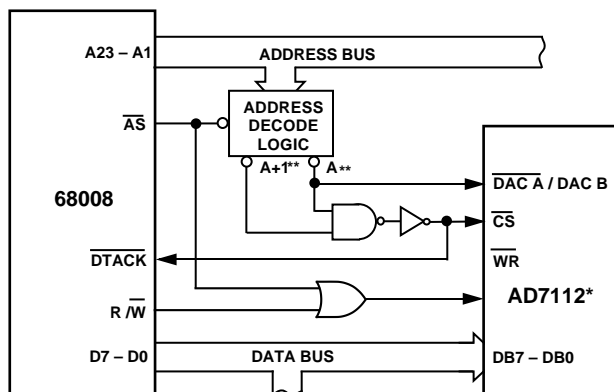 A23 – A1
ADDRESS BUS
AS
ADDRESS
DECODE
LOGIC
A+1**
A**
DAC A / DAC B
68008
CS
DTACK
WR
AD7112*
R / W
D7 – D0
DATA BUS
DB7 – DB0